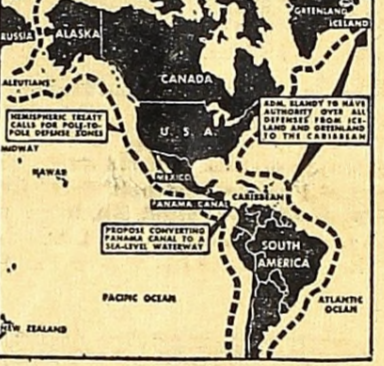 GREENLAND
ICELAND
RUSSIA
ALASKA
CANADA
ALEUTIANS
HEMISPHERIC TREATY
CALLS FOR POLE-TO-
POLE DEFENSE ZONES
ADM. BLANDY TO HAVE
AUTHORITY OVER ALL
DEFENSES FROM ICE-
LAND AND GREENLAND
TO THE CARIBBEAN
U. S. A.
MIDWAY
HAWAII
MEXICO
CARIBBEAN
PANAMA CANAL
PROPOSE CONVERTING
PANAMA CANAL TO A
SEA-LEVEL WATERWAY
SOUTH
AMERICA
PACIFIC OCEAN
ATLANTIC
OCEAN
NEW ZEALAND